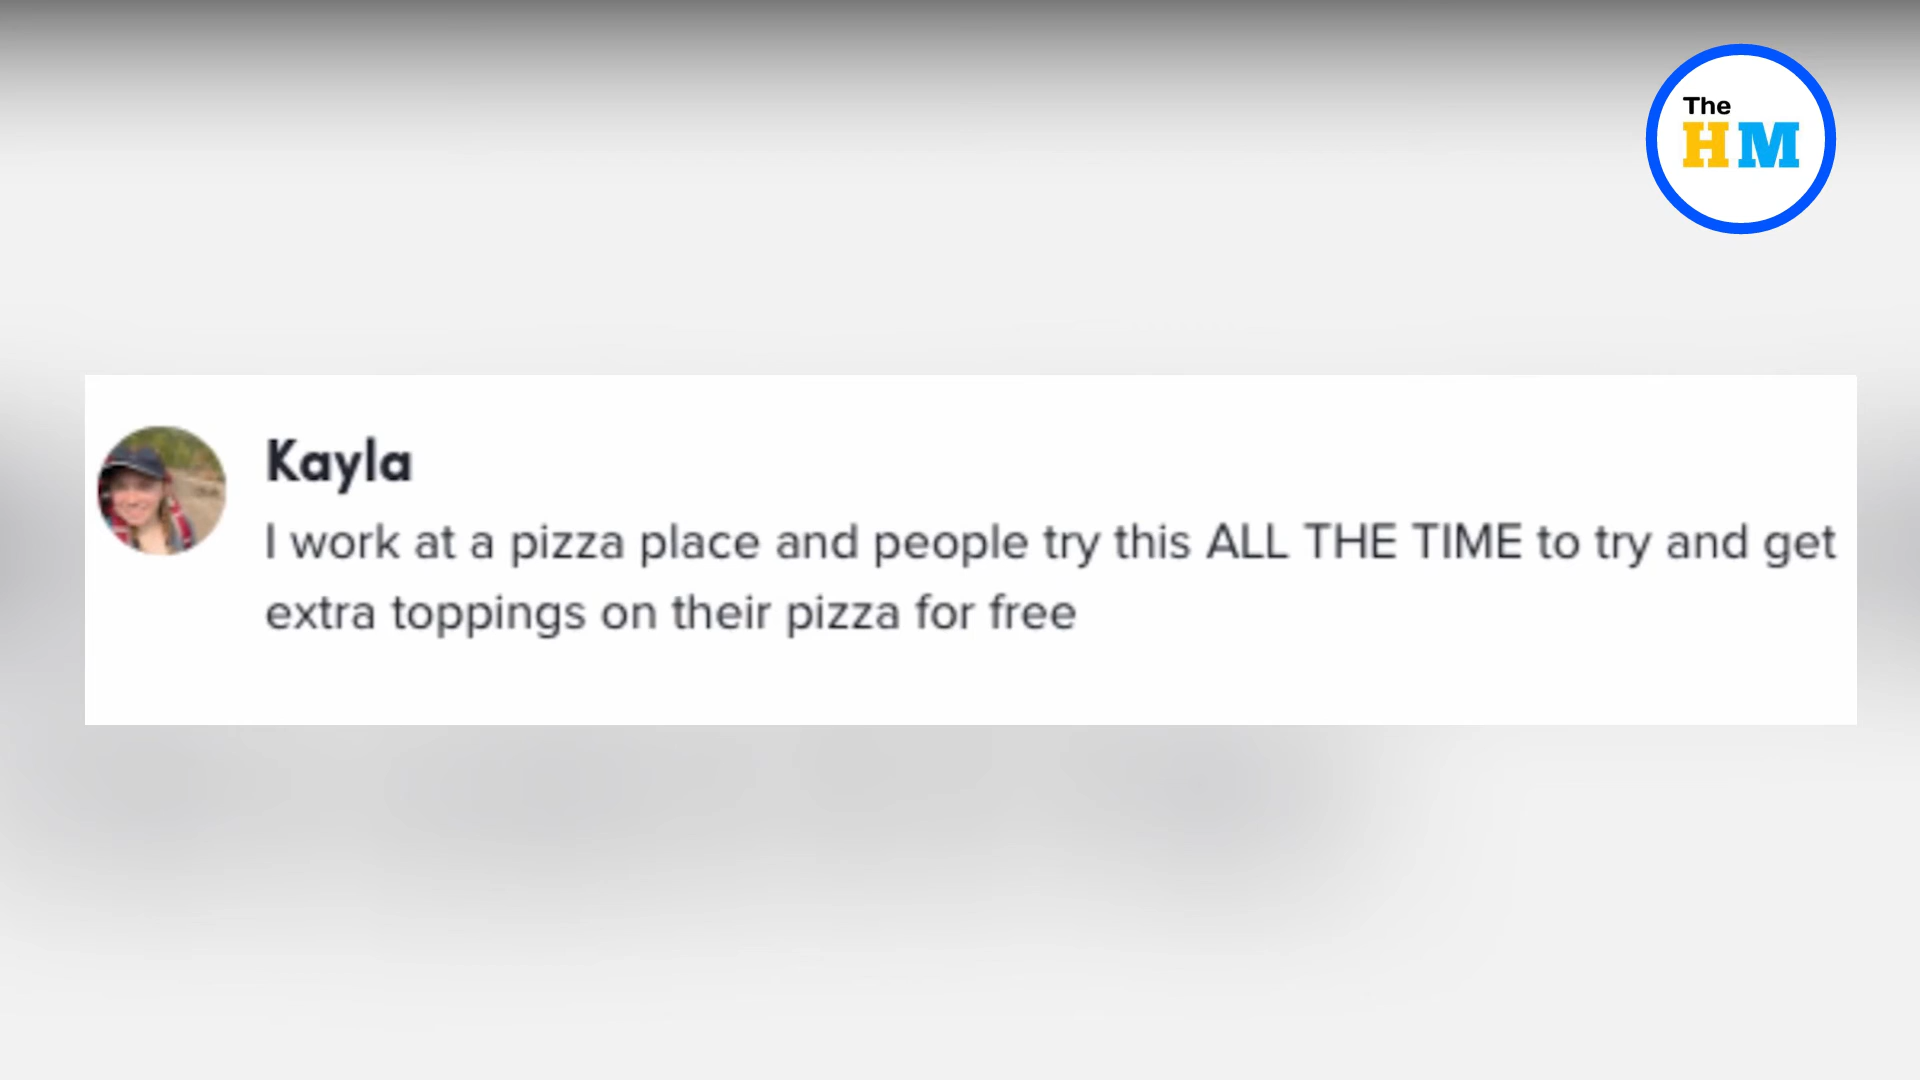 The
HM
Kayla
I work at a pizza place and people try this ALL THE TIME to try and get
extra toppings on their pizza for free